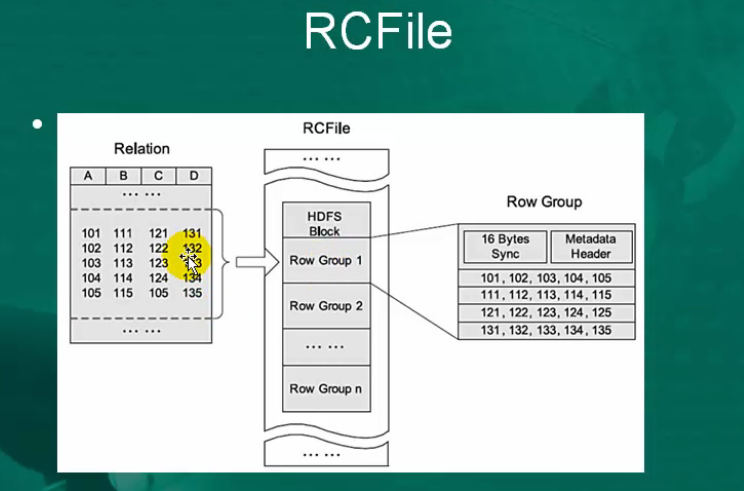 RCFile
RCFile
Relation
A B C D
... ...
101 111 121 131
102 112 122 132
103 113 123
104 114 124 134
105 115 105 135
... ...
... ...
HDFS
Block
Row Group 1
Row Group 2
... ...
Row Group n
... ...
Row Group
16 Bytes
Sync
Metadata
Header
101, 102, 103, 104, 105
111, 112, 113, 114, 115
121, 122, 123, 124, 125
131, 132, 133, 134, 135